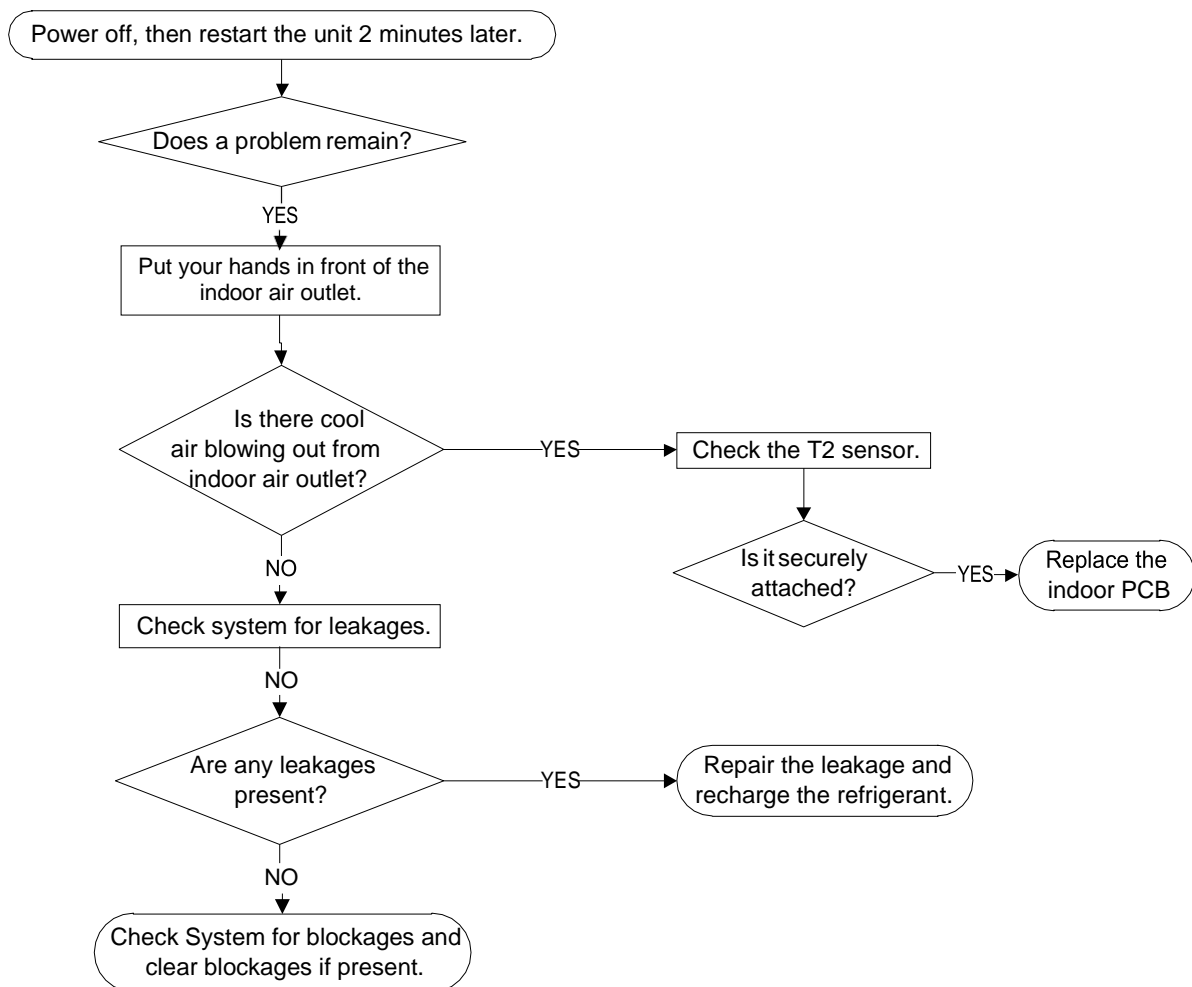 Power off, then restart the unit 2 minutes later.
Does a problem remain?
YES
Put your hands in front of the
indoor air outlet.
Is there cool
air blowing out from
indoor air outlet?
YES
Check the T2 sensor.
Is it securely
attached?
YES
Replace the
indoor PCB
NO
Check system for leakages.
NO
Are any leakages
present?
YES
Repair the leakage and
recharge the refrigerant.
NO
Check System for blockages and
clear blockages if present.